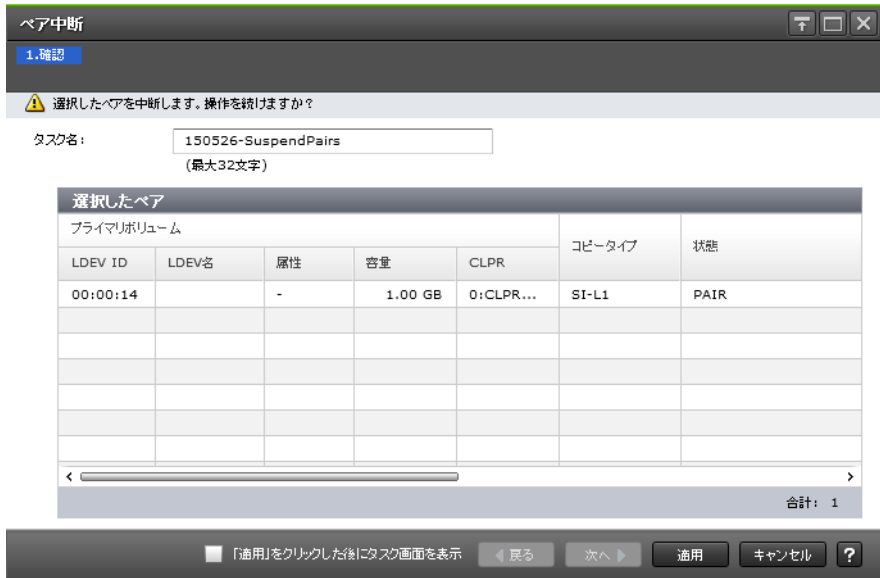 ペア中断
1.確認
選択したペアを中断します。操作を続けますか?
タスク名: 150526-SuspendPairs
(最大32文字)
選択したペア
プライマリボリューム コピータイプ 状態
LDEV ID LDEV名 属性 容量 CLPR
00:00:14 - 1.00 GB 0:CLPR... SI-L1 PAIR
合計: 1
「適用」をクリックした後にタスク画面を表示 戻る 次へ 適用 キャンセル ?